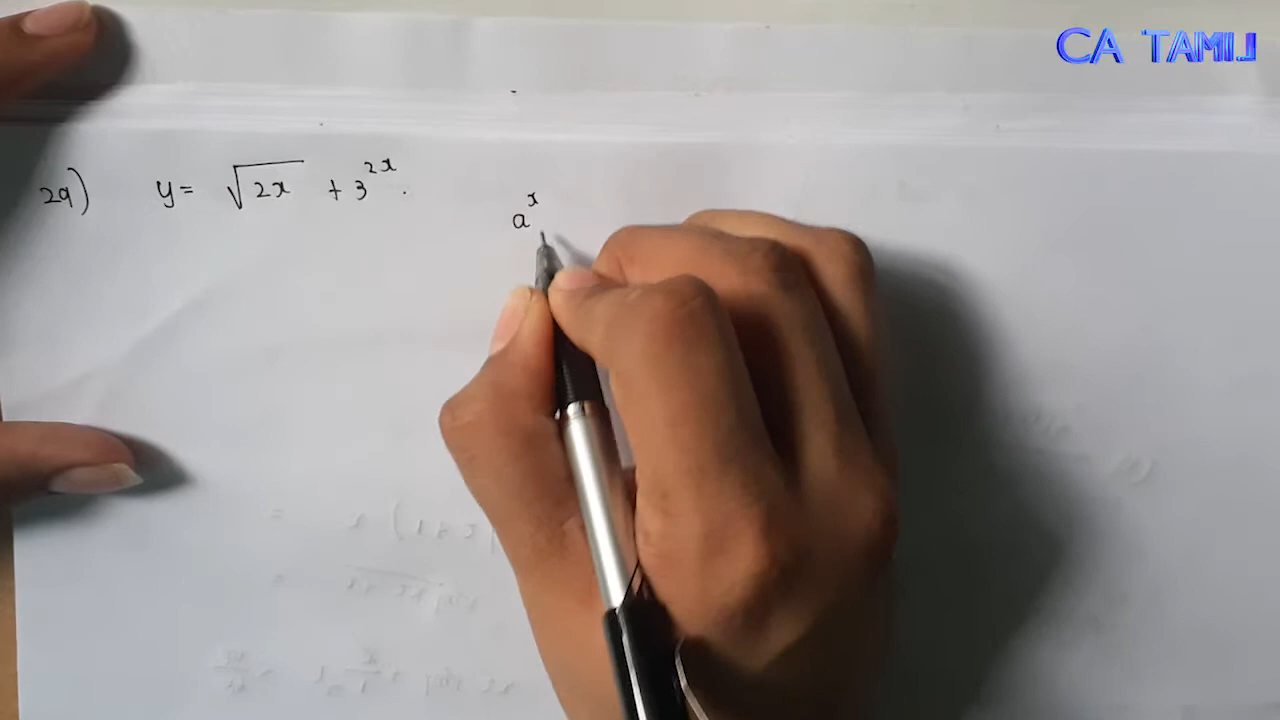 CA TAMIL
29) y = √2x + 3^2x.
a^x